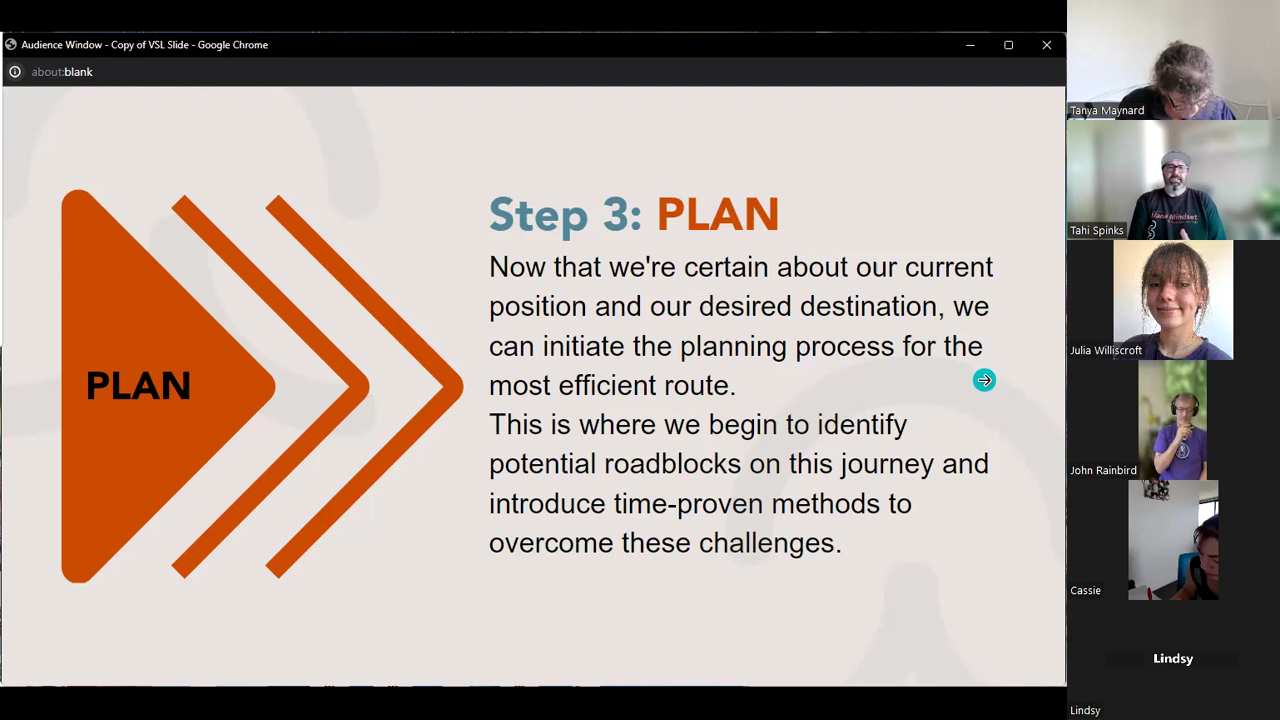 Audience Window - Copy of VSL Slide - Google Chrome
about:blank
PLAN
Step 3: PLAN
Now that we're certain about our current
position and our desired destination, we
can initiate the planning process for the
most efficient route.
This is where we begin to identify
potential roadblocks on this journey and
introduce time-proven methods to
overcome these challenges.
Tanya Maynard
Mindset
Tahi Spinks
Julia Williscroft
John Rainbird
Cassie
Lindsy
Lindsy